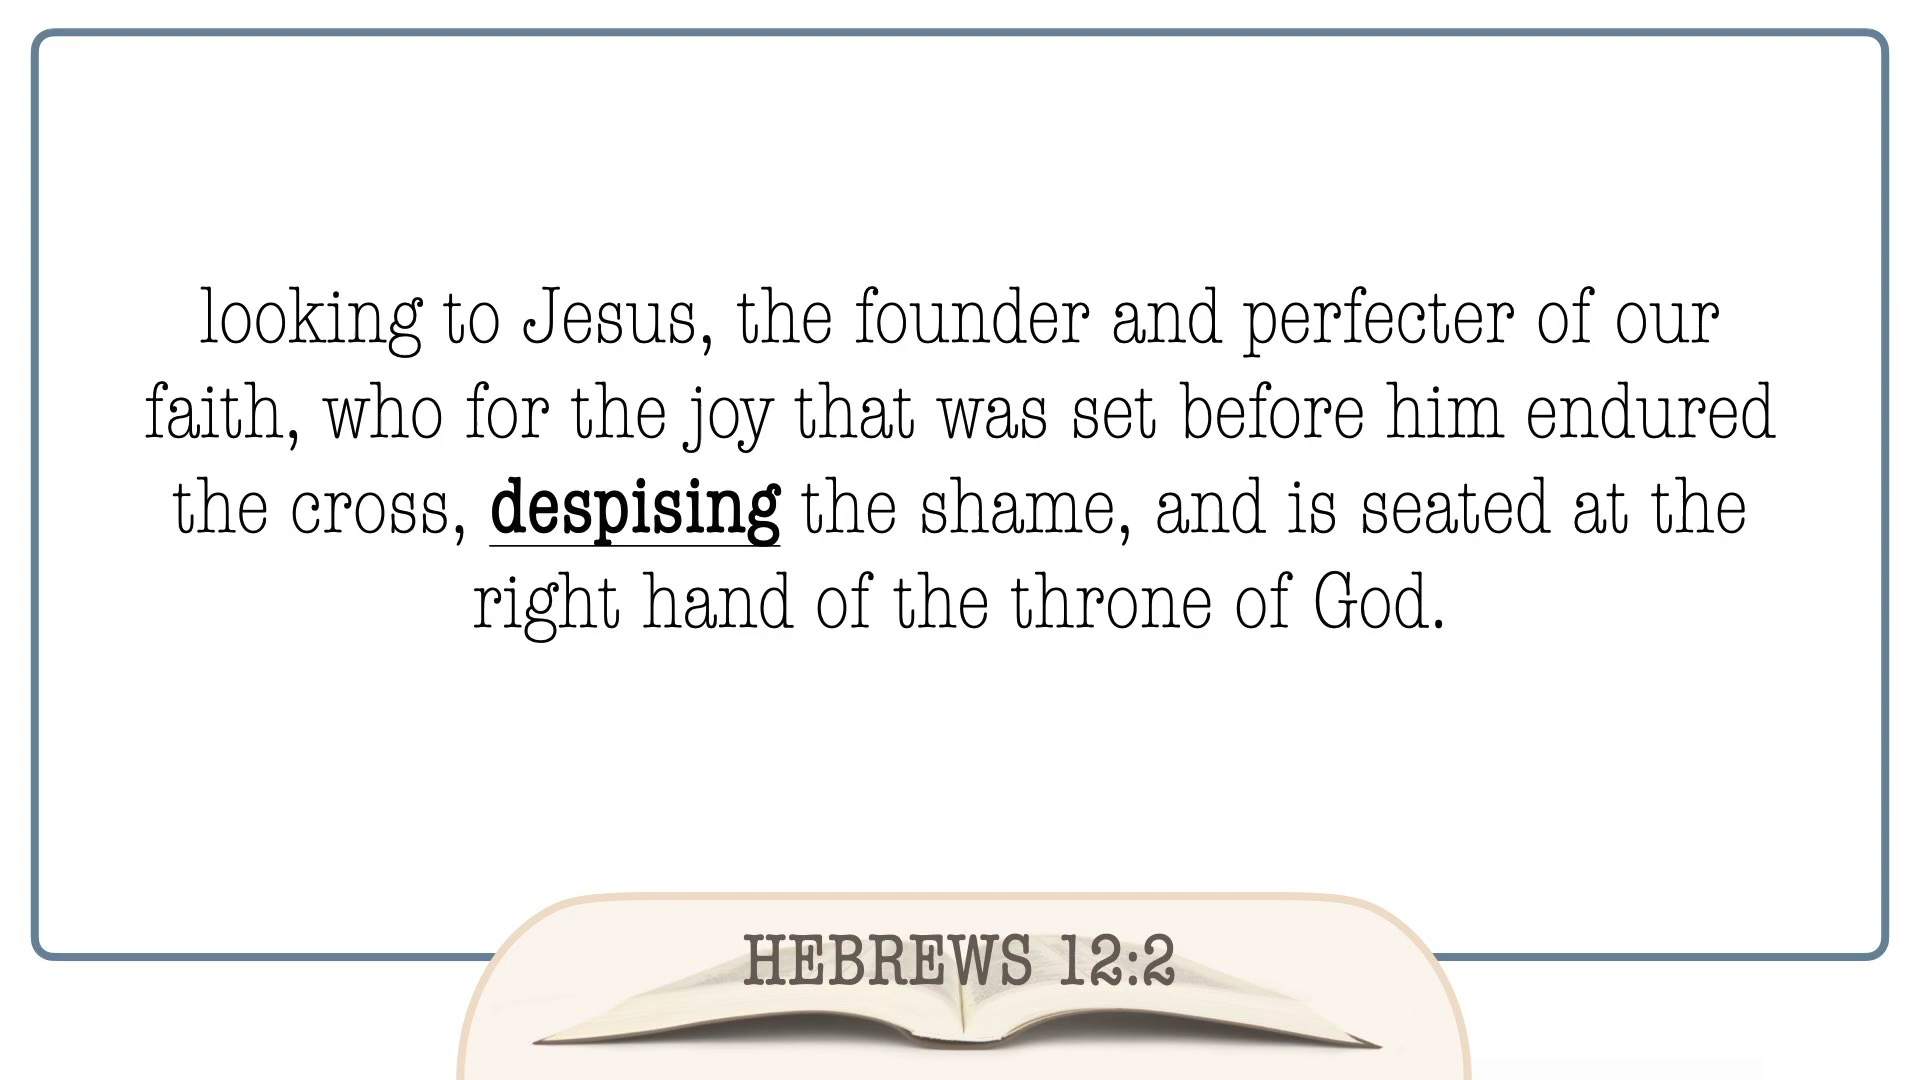 looking to Jesus, the founder and perfecter of our
faith, who for the joy that was set before him endured
the cross, despising the shame, and is seated at the
right hand of the throne of God.
HEBREWS 12:2